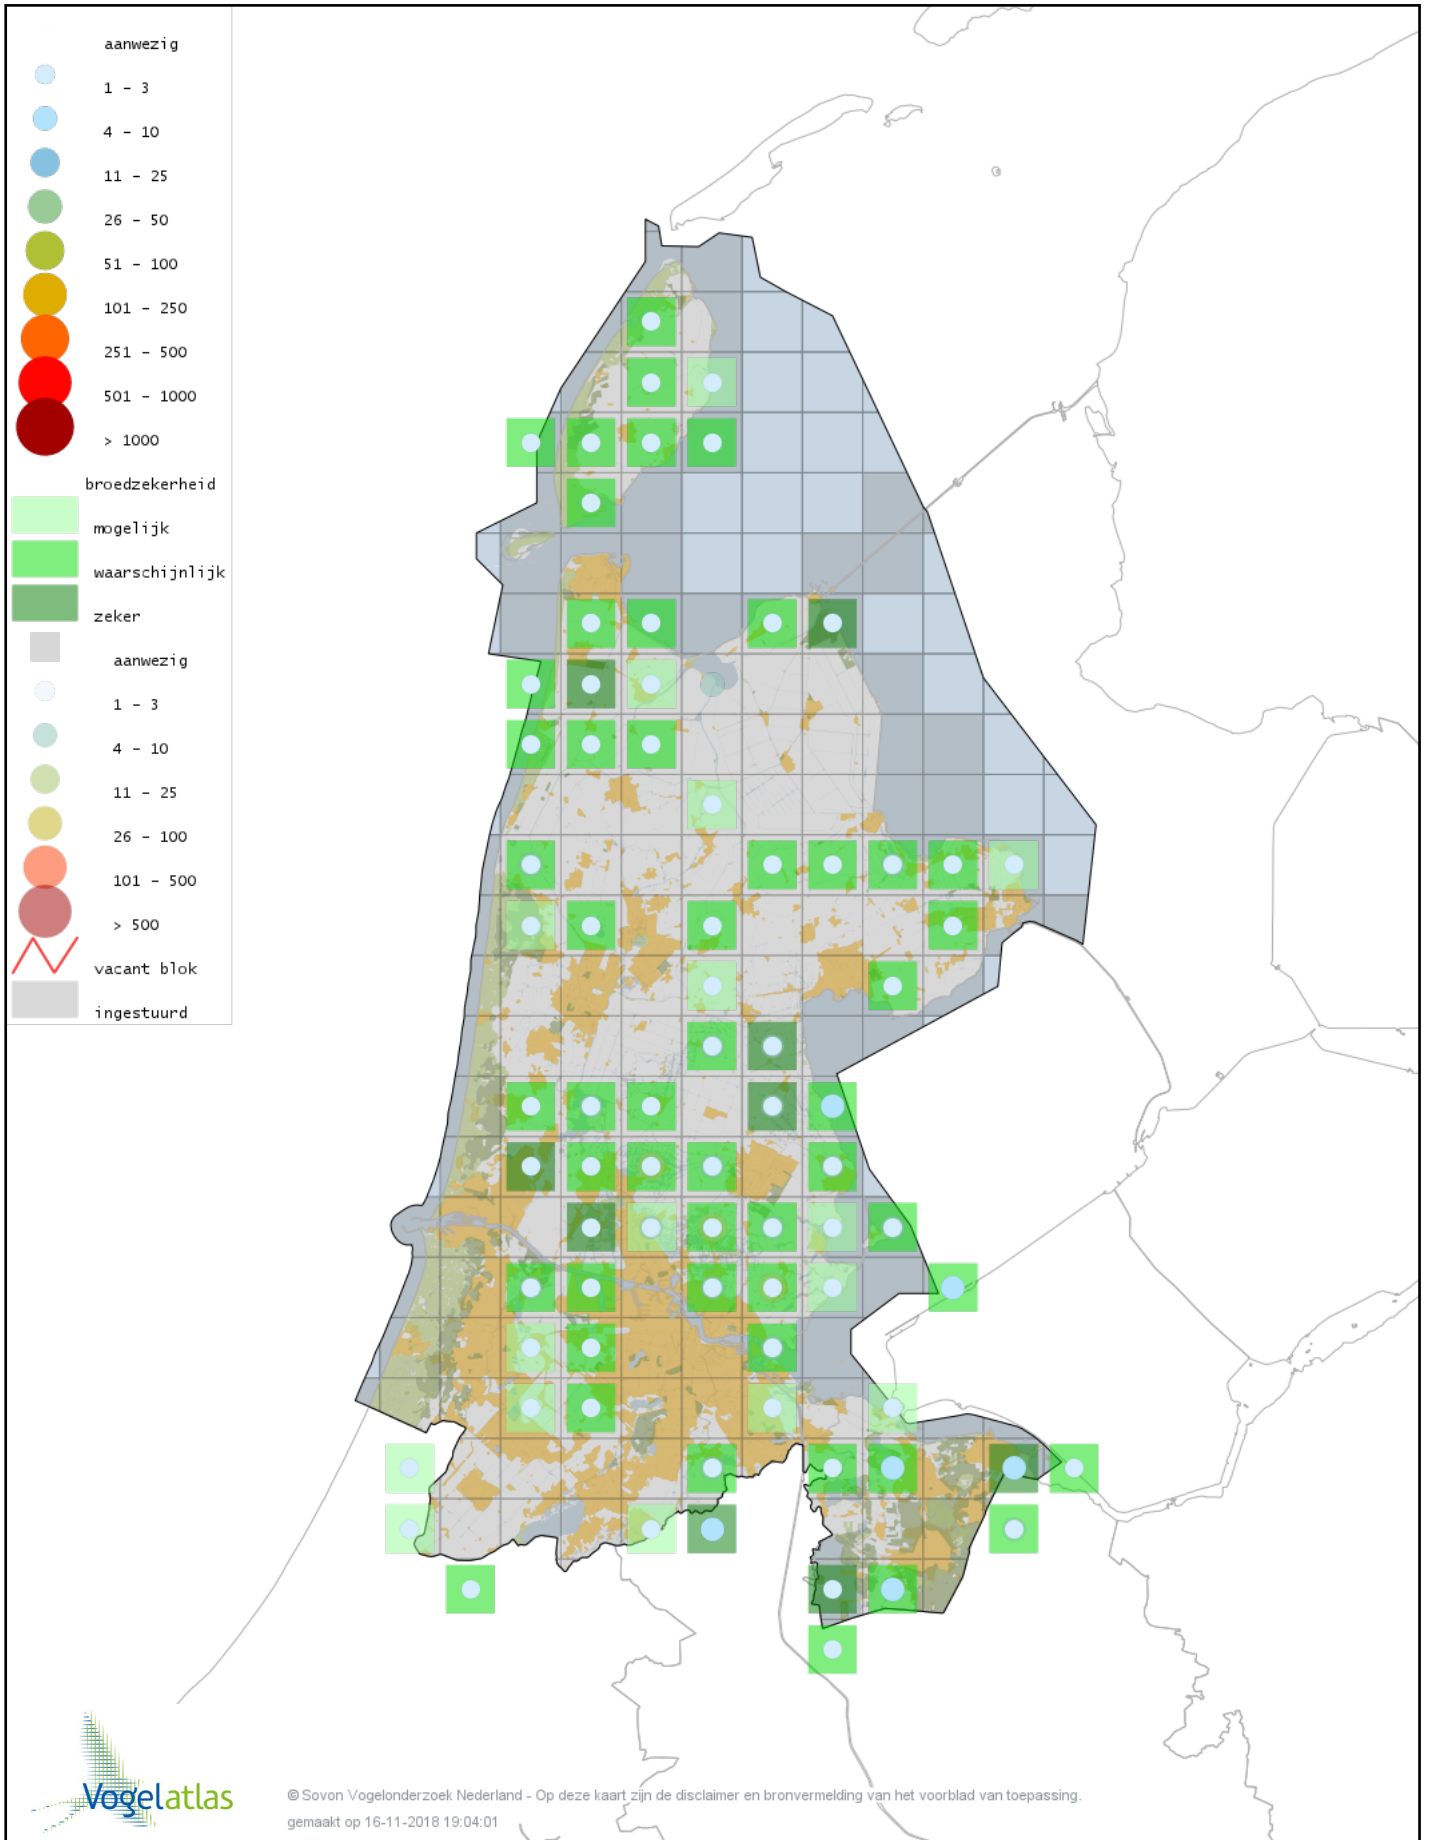 aanwezig
1 - 3
4 - 10
11 - 25
26 - 50
51 - 100
101 - 250
251 - 500
501 - 1000
> 1000
broedzekerheid
mogelijk
waarschijnlijk
zeker
aanwezig
1 - 3
4 - 10
11 - 25
26 - 100
101 - 500
> 500
vacant blok
ingestuurd
Vogelatlas
© Sovon Vogelonderzoek Nederland - Op deze kaart zijn de disclaimer en bronvermelding van het voorblad van toepassing.
gemaakt op 16-11-2018 19:04:01